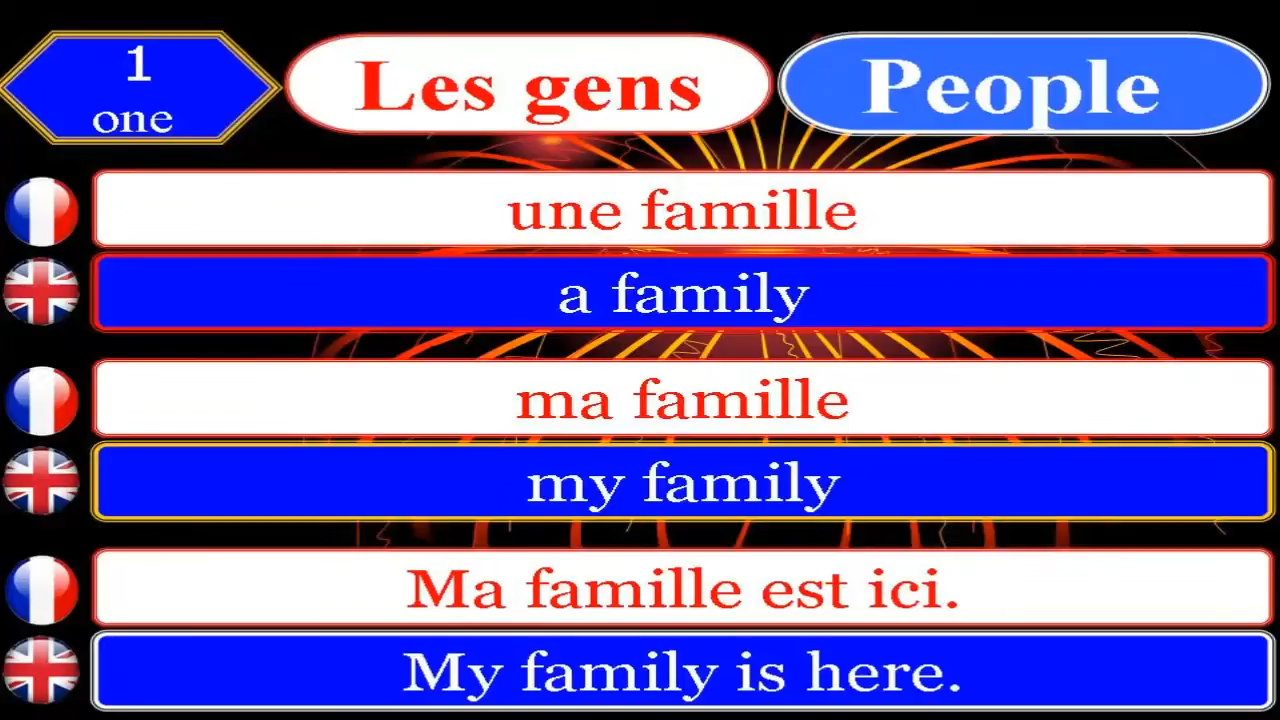 1
one
Les gens
People
une famille
a family
ma famille
my family
Ma famille est ici.
My family is here.